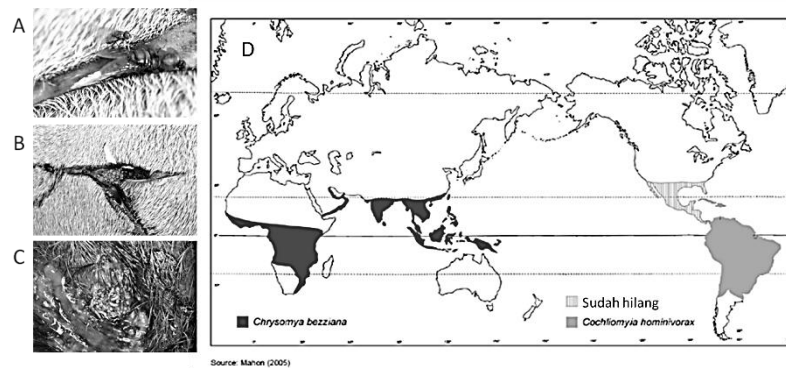 A
B
C
D
Sudah hilang
Chrysomya bezziana
Cochliomyia hominivorax
Source: Mahon (2005)